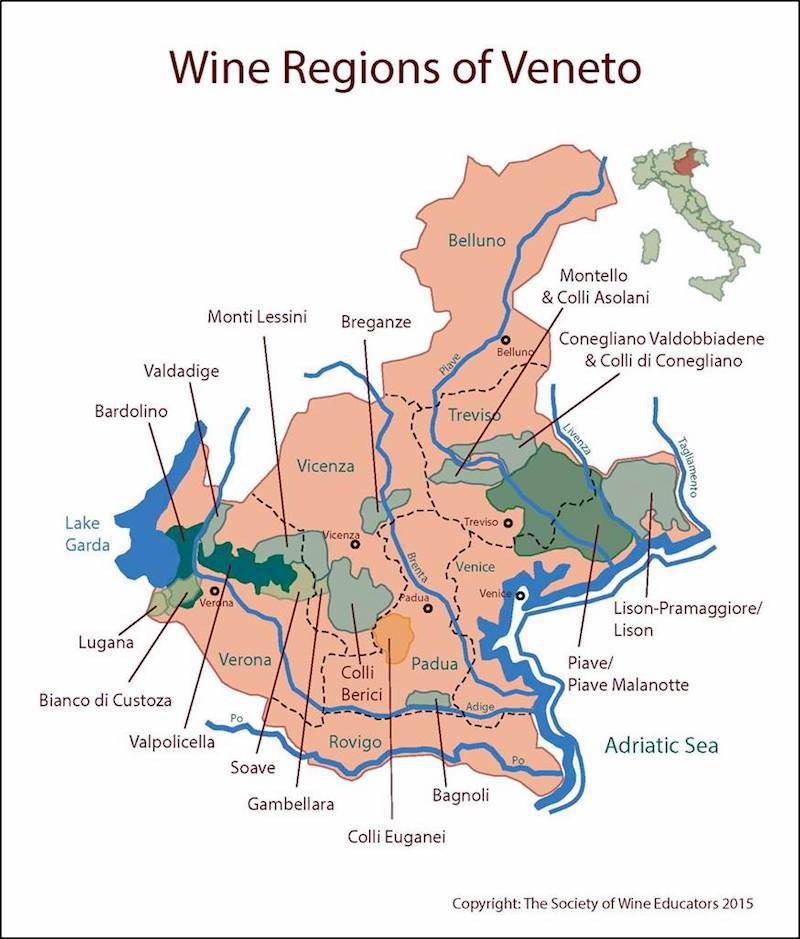 Wine Regions of Veneto
Belluno
Montello
& Colli Asolani
Monti Lessini
Breganze
Conegliano Valdobbiadene
& Colli di Conegliano
Belluno
Piave
Valdadige
Bardolino
Treviso
Livenza
Tagliamento
Vicenza
Lake
Garda
Treviso
Vicenza
Brenta
Venice
Venice
Padua
Verona
Lison-Pramaggiore/
Lison
Lugana
Verona
Colli
Berici
Padua
Piave/
Piave Malanotte
Bianco di Custoza
Adige
Po
Valpolicella
Rovigo
Adriatic Sea
Po
Soave
Gambellara
Bagnoli
Colli Euganei
Copyright: The Society of Wine Educators 2015